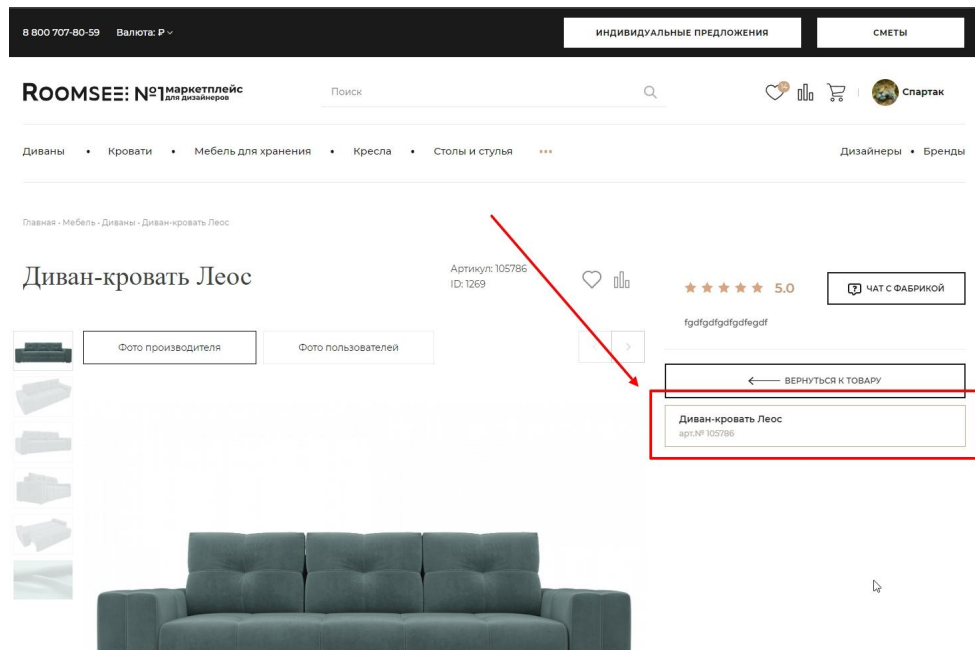 8 800 707-80-59 Валюта: ₽
ИНДИВИДУАЛЬНЫЕ ПРЕДЛОЖЕНИЯ
СМЕТЫ
ROOMSEE: №1 маркетплейс
для дизайнеров
Поиск
Спартак
Диваны • Кровати • Мебель для хранения • Кресла • Столы и стулья •••
Дизайнеры • Бренды
Главная - Мебель - Диваны - Диван-кровать Леос
Диван-кровать Леос
Артикул: 105786
ID: 1269
5.0
ЧАТ С ФАБРИКОЙ
fgdfgdfgdfgdfegdf
Фото производителя
Фото пользователей
ВЕРНУТЬСЯ К ТОВАРУ
Диван-кровать Леос
арт.№ 105786